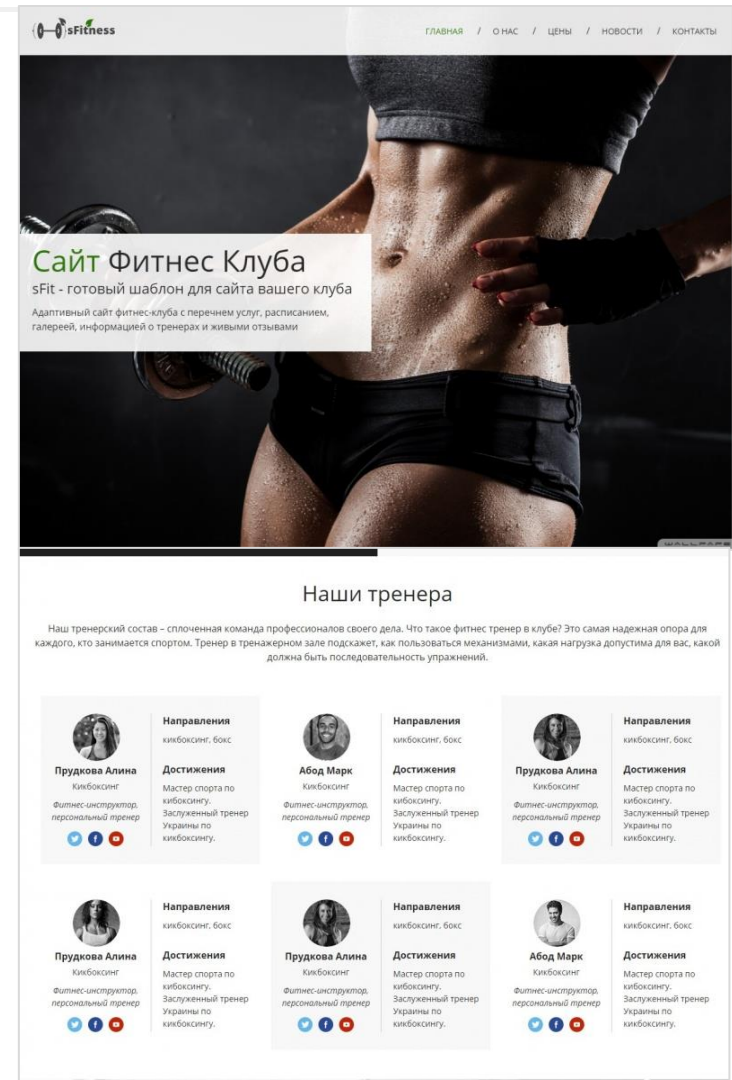 sFitness
ГЛАВНАЯ / О НАС / ЦЕНЫ / НОВОСТИ / КОНТАКТЫ
Сайт Фитнес Клуба
sFit - готовый шаблон для сайта вашего клуба
Адаптивный сайт фитнес-клуба с перечнем услуг, расписанием,
галереей, информацией о тренерах и живыми отзывами
Наши тренера
Наш тренерский состав – сплоченная команда профессионалов своего дела. Что такое фитнес тренер в клубе? Это самая надежная опора для
каждого, кто занимается спортом. Тренер в тренажерном зале подскажет, как пользоваться механизмами, какая нагрузка допустима для вас, какой
должна быть последовательность упражнений.
Прудкова Алина
Кикбоксинг
Фитнес-инструктор,
персональный тренер
Направления
кикбоксинг, бокс
Достижения
Мастер спорта по
кибоксингу.
Заслуженный тренер
Украины по
кикбоксингу.
Абод Марк
Кикбоксинг
Фитнес-инструктор,
персональный тренер
Направления
кикбоксинг, бокс
Достижения
Мастер спорта по
кибоксингу.
Заслуженный тренер
Украины по
кикбоксингу.
Прудкова Алина
Кикбоксинг
Фитнес-инструктор,
персональный тренер
Направления
кикбоксинг, бокс
Достижения
Мастер спорта по
кибоксингу.
Заслуженный тренер
Украины по
кикбоксингу.
Прудкова Алина
Кикбоксинг
Фитнес-инструктор,
персональный тренер
Направления
кикбоксинг, бокс
Достижения
Мастер спорта по
кибоксингу.
Заслуженный тренер
Украины по
кикбоксингу.
Прудкова Алина
Кикбоксинг
Фитнес-инструктор,
персональный тренер
Направления
кикбоксинг, бокс
Достижения
Мастер спорта по
кибоксингу.
Заслуженный тренер
Украины по
кикбоксингу.
Абод Марк
Кикбоксинг
Фитнес-инструктор,
персональный тренер
Направления
кикбоксинг, бокс
Достижения
Мастер спорта по
кибоксингу.
Заслуженный тренер
Украины по
кикбоксингу.